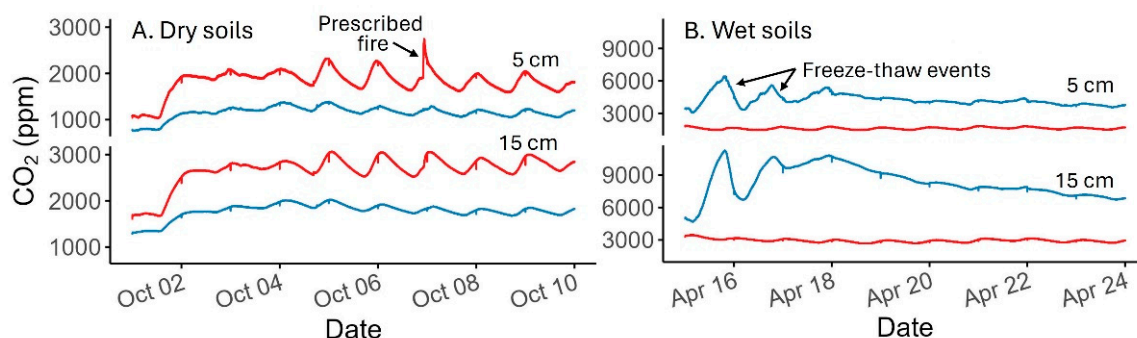 A. Dry soils
Prescribed
fire
5 cm
15 cm
3000
2000
1000
3000
2000
1000
CO₂ (ppm)
Oct 02
Oct 04
Oct 06
Oct 08
Oct 10
Date
B. Wet soils
Freeze-thaw events
5 cm
15 cm
9000
6000
3000
9000
6000
3000
Apr 16
Apr 18
Apr 20
Apr 22
Apr 24
Date